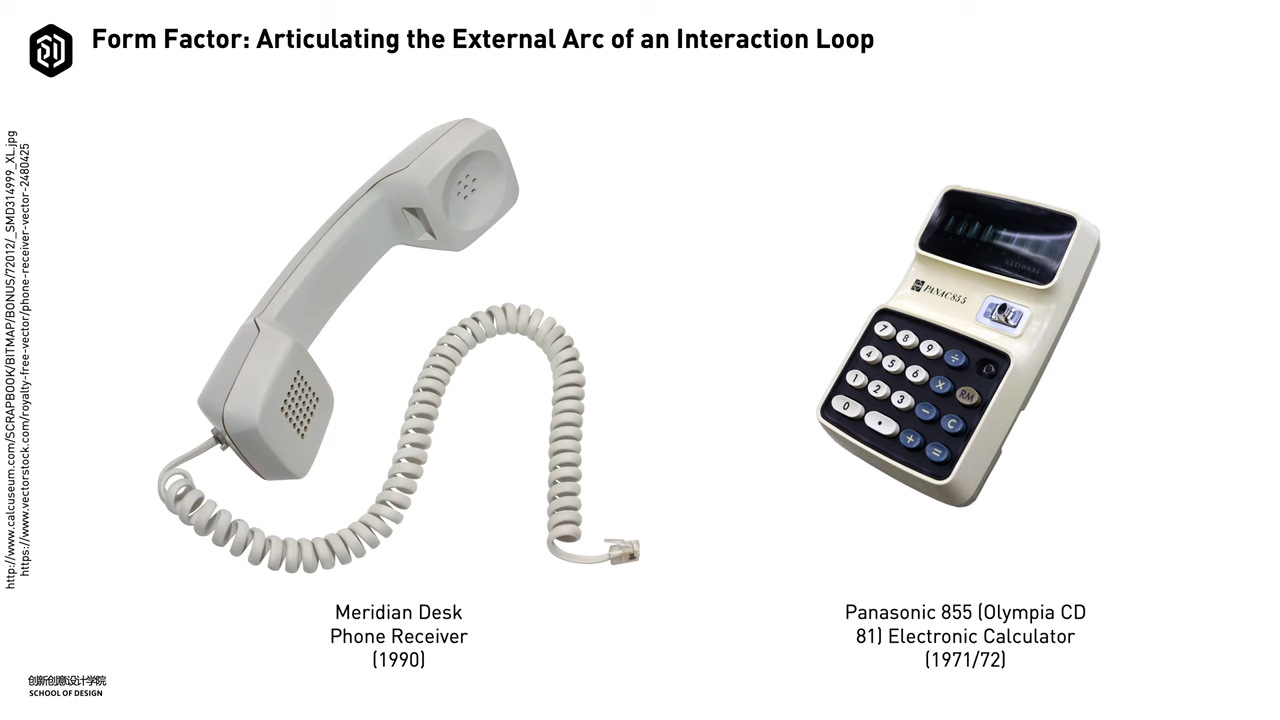 Form Factor: Articulating the External Arc of an Interaction Loop
http://www.calcuseum.com/SCRAPBOOK/BITMAP/BONUS/72012/_SMD314999_XL.jpg
https://www.vectorstock.com/royalty-free-vector/phone-receiver-vector-2480425
NATIONAL
PANAC 855
7 8 9 ÷
4 5 6 × RM
1 2 3 − C
0 · + =
Meridian Desk
Phone Receiver
(1990)
Panasonic 855 (Olympia CD
81) Electronic Calculator
(1971/72)
创新创意设计学院
SCHOOL OF DESIGN